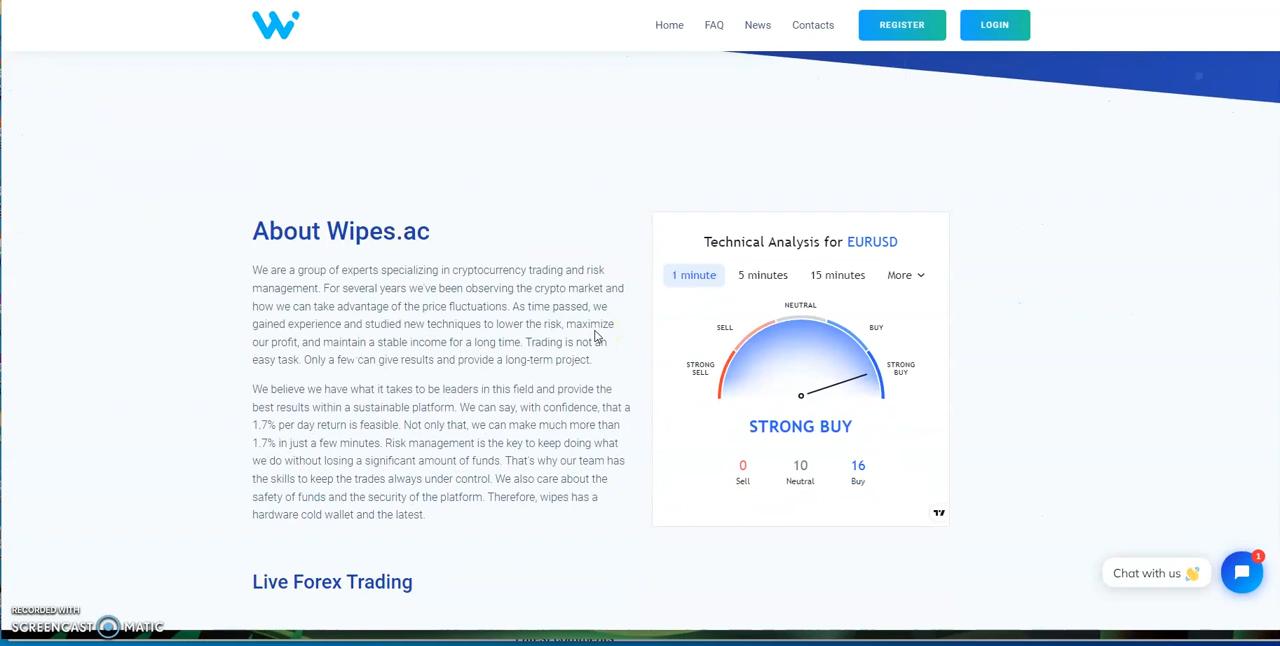 Home FAQ News Contacts REGISTER LOGIN
About Wipes.ac
We are a group of experts specializing in cryptocurrency trading and risk
management. For several years we've been observing the crypto market and
how we can take advantage of the price fluctuations. As time passed, we
gained experience and studied new techniques to lower the risk, maximize
our profit, and maintain a stable income for a long time. Trading is not an
easy task. Only a few can give results and provide a long-term project.
We believe we have what it takes to be leaders in this field and provide the
best results within a sustainable platform. We can say, with confidence, that a
1.7% per day return is feasible. Not only that, we can make much more than
1.7% in just a few minutes. Risk management is the key to keep doing what
we do without losing a significant amount of funds. That's why our team has
the skills to keep the trades always under control. We also care about the
safety of funds and the security of the platform. Therefore, wipes has a
hardware cold wallet and the latest.
Technical Analysis for EURUSD
1 minute 5 minutes 15 minutes More
NEUTRAL
SELL BUY
STRONG SELL STRONG BUY
STRONG BUY
0 10 16
Sell Neutral Buy
Live Forex Trading
Chat with us 👋
1
RECORDED WITH
SCREENCAST MATIC